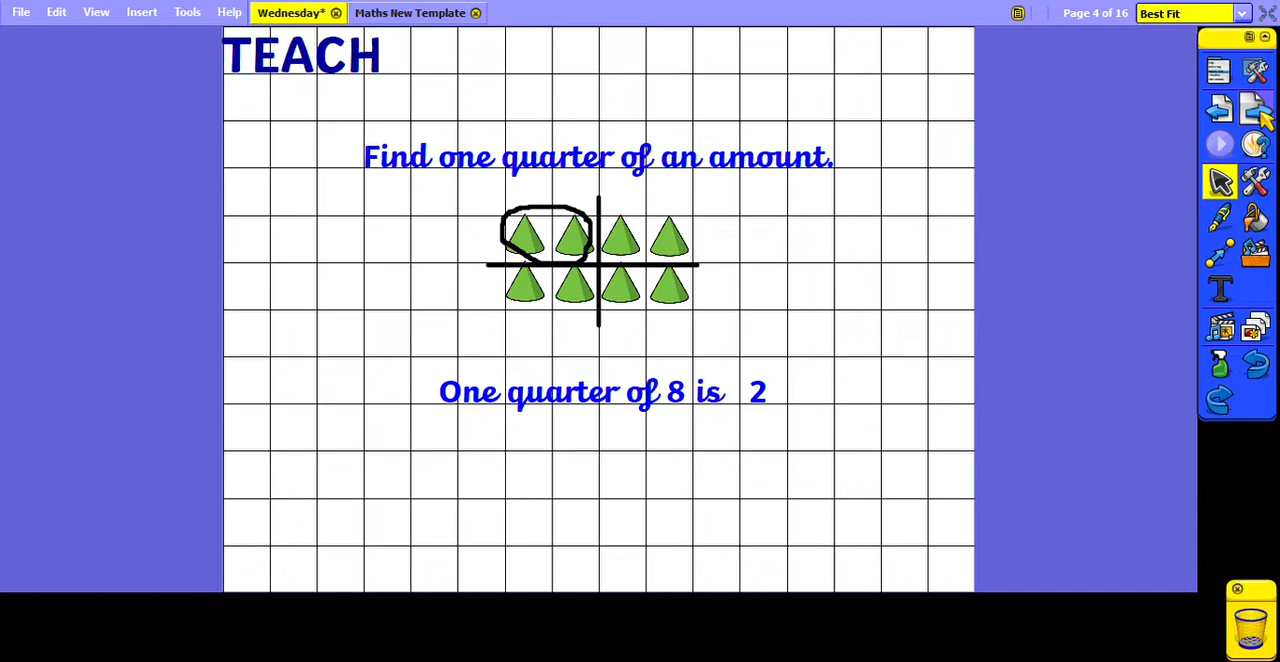 File Edit View Insert Tools Help Wednesday* Maths New Template Page 4 of 16 Best Fit
TEACH
Find one quarter of an amount.
One quarter of 8 is 2